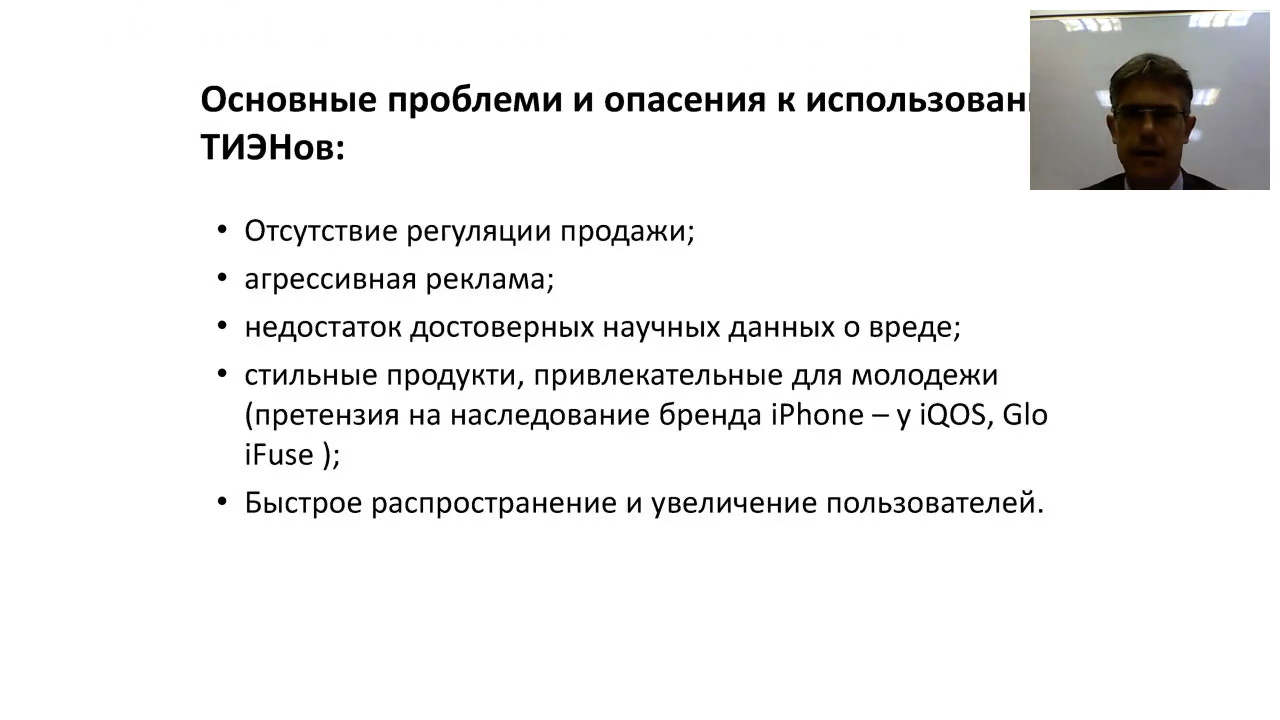 Основные проблеми и опасения к использован
ТИЭНов:
• Отсутствие регуляции продажи;
• агрессивная реклама;
• недостаток достоверных научных данных о вреде;
• стильные продукти, привлекательные для молодежи
(претензия на наследование бренда iPhone – у iQOS, Glo
iFuse );
• Быстрое распространение и увеличение пользователей.